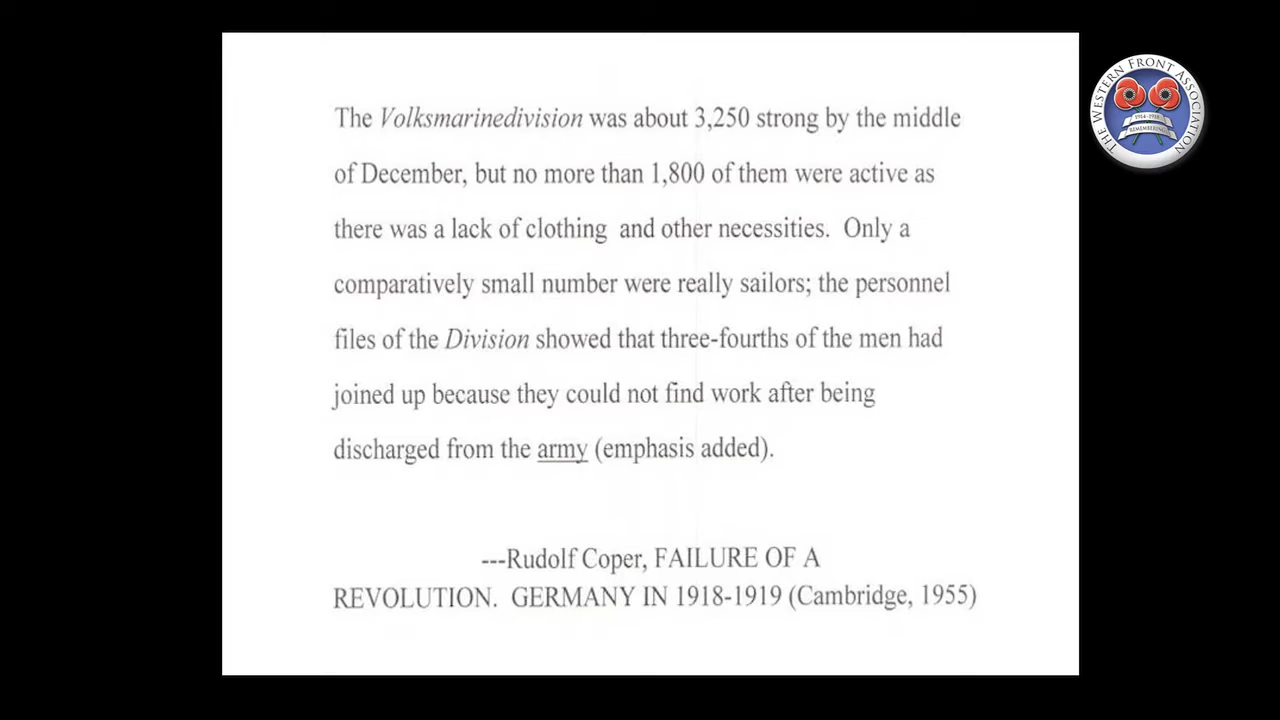 The Volksmarinedivision was about 3,250 strong by the middle
of December, but no more than 1,800 of them were active as
there was a lack of clothing and other necessities. Only a
comparatively small number were really sailors; the personnel
files of the Division showed that three-fourths of the men had
joined up because they could not find work after being
discharged from the army (emphasis added).
---Rudolf Coper, FAILURE OF A
REVOLUTION. GERMANY IN 1918-1919 (Cambridge, 1955)
THE WESTERN FRONT ASSOCIATION
1914-1918
REMEMBERING